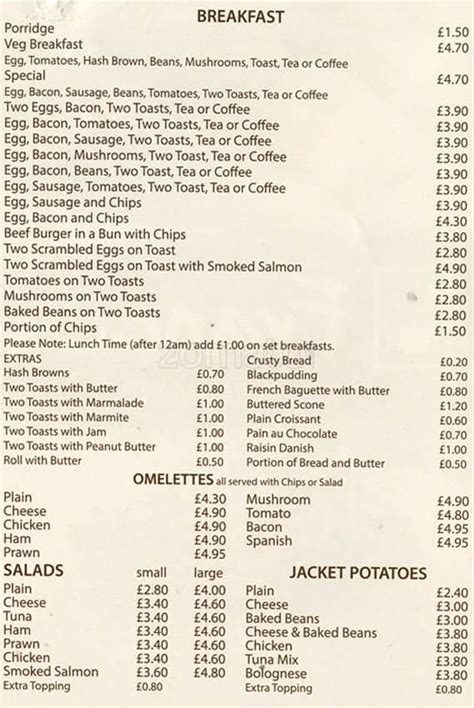 BREAKFAST
Porridge £1.50
Veg Breakfast £4.70
Egg, Tomatoes, Hash Brown, Beans, Mushrooms, Toast, Tea or Coffee
Special £4.70
Egg, Bacon, Sausage, Beans, Tomatoes, Two Toasts, Tea or Coffee
Two Eggs, Bacon, Two Toasts, Tea or Coffee £3.90
Egg, Bacon, Tomatoes, Two Toasts, Tea or Coffee £3.90
Egg, Bacon, Sausage, Two Toasts, Tea or Coffee £3.90
Egg, Bacon, Mushrooms, Two Toast, Tea or Coffee £3.90
Egg, Bacon, Beans, Two Toast, Tea or Coffee £3.90
Egg, Sausage, Tomatoes, Two Toast, Tea or Coffee £3.90
Egg, Sausage and Chips £3.90
Egg, Bacon and Chips £4.30
Beef Burger in a Bun with Chips £3.80
Two Scrambled Eggs on Toast £2.80
Two Scrambled Eggs on Toast with Smoked Salmon £4.90
Tomatoes on Two Toasts £2.80
Mushrooms on Two Toasts £2.80
Baked Beans on Two Toasts £2.80
Portion of Chips £1.50
Please Note: Lunch Time (after 12am) add £1.00 on set breakfasts.
EXTRAS
Hash Browns £0.70
Two Toasts with Butter £0.80
Two Toasts with Marmalade £1.00
Two Toasts with Marmite £1.00
Two Toasts with Jam £1.00
Two Toasts with Peanut Butter £1.00
Roll with Butter £0.50
Crusty Bread £0.20
Blackpudding £0.70
French Baguette with Butter £0.80
Buttered Scone £1.20
Plain Croissant £0.60
Pain au Chocolate £0.70
Raisin Danish £1.00
Portion of Bread and Butter £0.50
OMELETTES all served with Chips or Salad
Plain £4.30
Cheese £4.90
Chicken £4.95
Ham £4.90
Prawn £4.95
Mushroom £4.90
Tomato £4.80
Bacon £4.95
Spanish £4.95
SALADS small large
Plain £2.80 £4.00
Cheese £3.40 £4.60
Tuna £3.40 £4.60
Ham £3.40 £4.60
Prawn £3.40 £4.60
Chicken £3.40 £4.60
Smoked Salmon £3.60 £4.80
Extra Topping £0.80
JACKET POTATOES
Plain £2.40
Cheese £3.00
Baked Beans £3.00
Cheese & Baked Beans £3.40
Chicken £3.40
Tuna Mix £3.40
Bolognese £3.60
Extra Topping £0.80